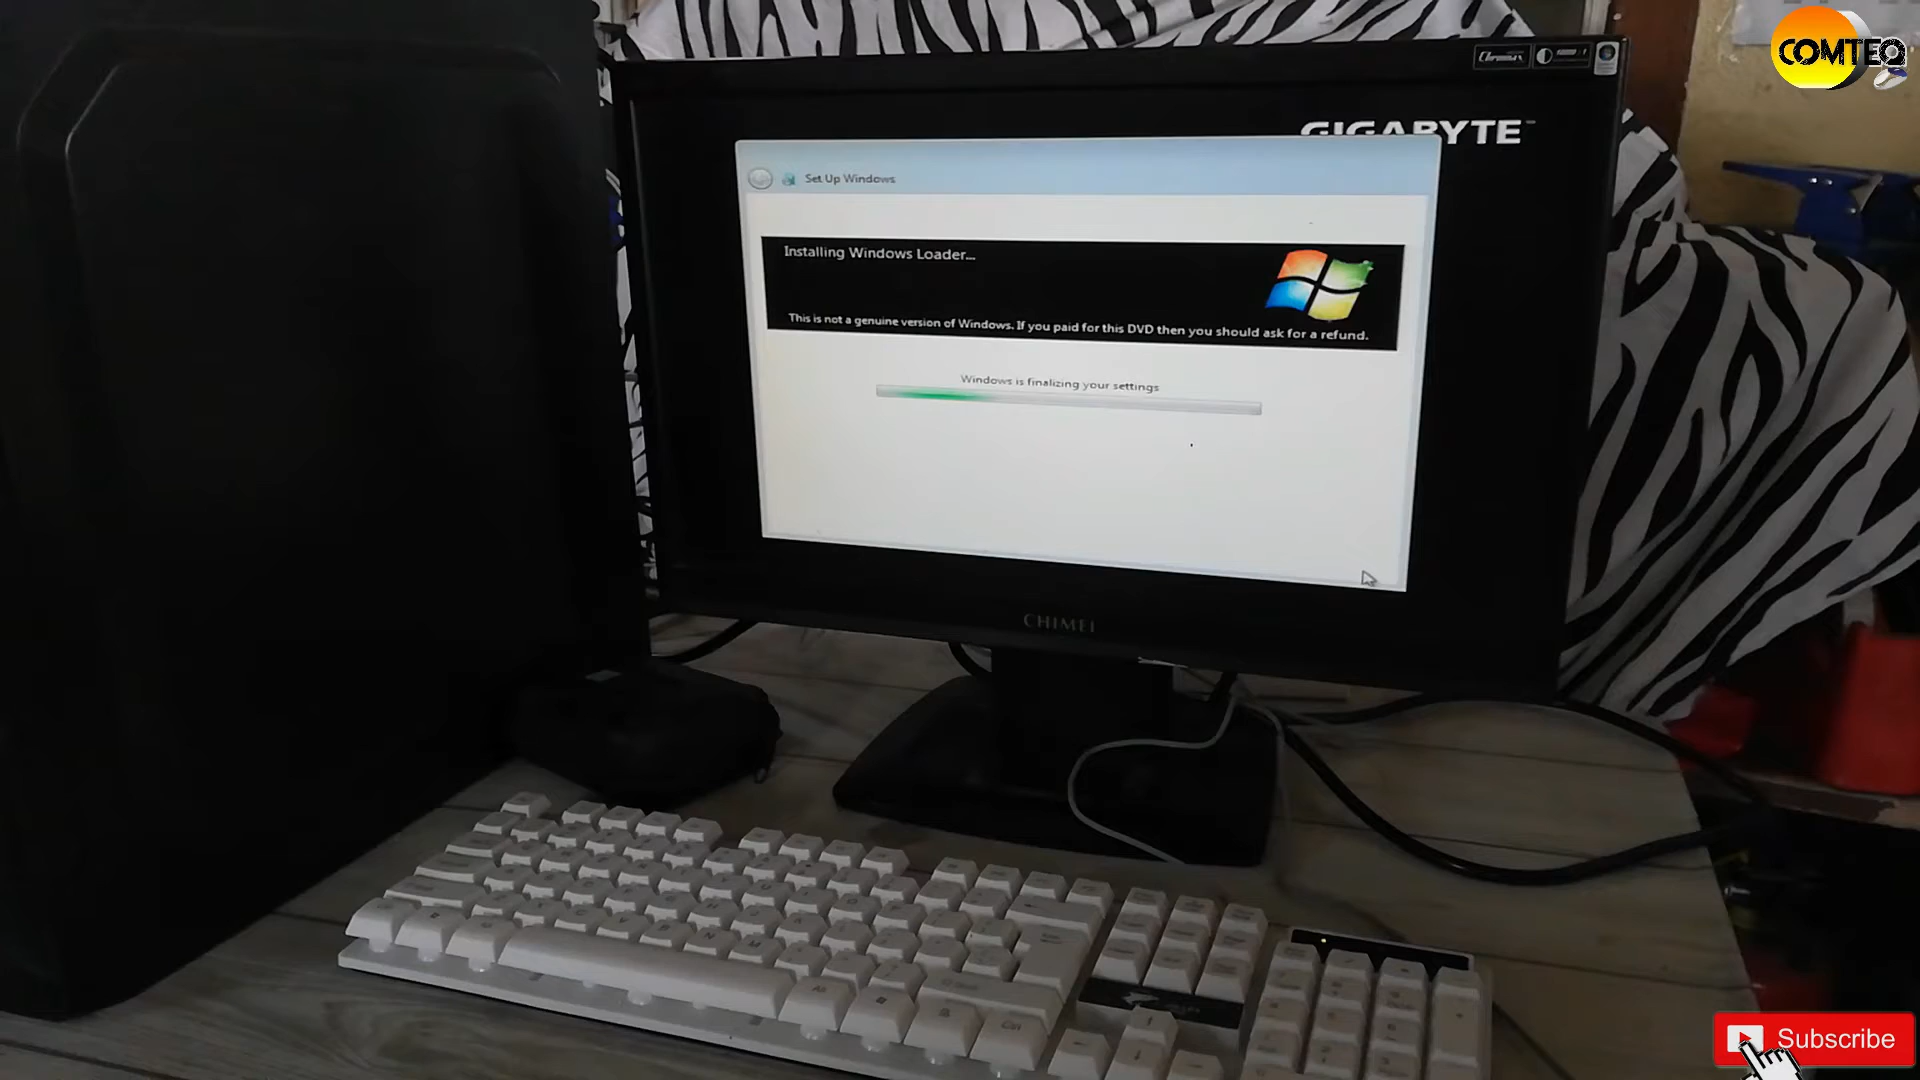 COMTEQ
GIGABYTE
Set Up Windows
Installing Windows Loader...
This is not a genuine version of Windows. If you paid for this DVD then you should ask for a refund.
Windows is finalizing your settings
CHIMEI
Subscribe